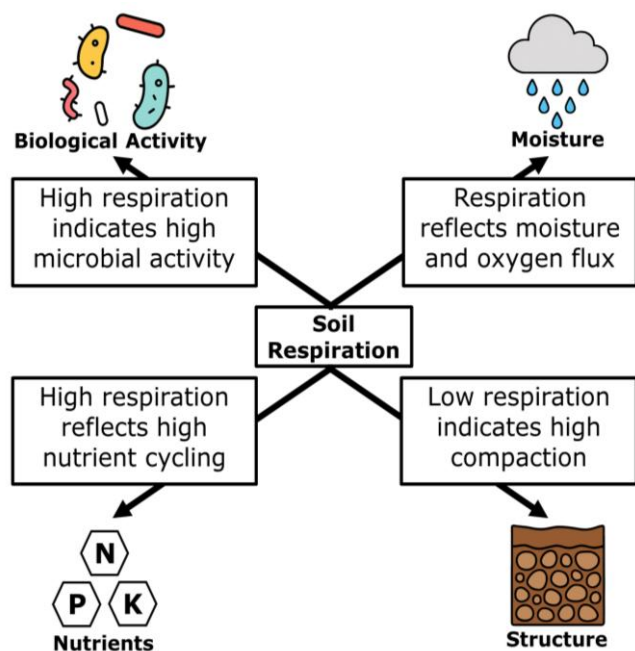 Biological Activity
Moisture
High respiration
indicates high
microbial activity
Respiration
reflects moisture
and oxygen flux
Soil
Respiration
High respiration
reflects high
nutrient cycling
Low respiration
indicates high
compaction
N
P K
Nutrients
Structure